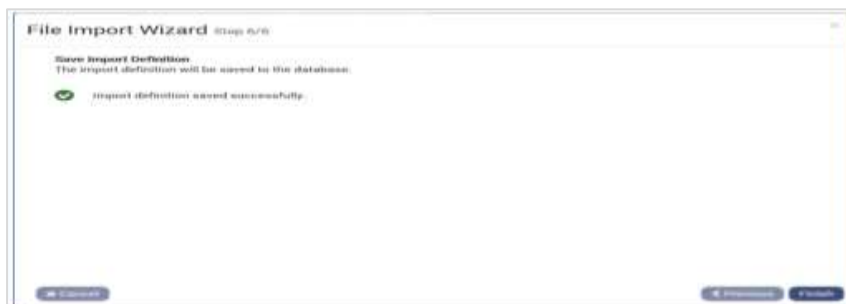 File Import Wizard Step 6/6
Save Import Definition
The import definition will be saved to the database.
Import definition saved successfully.
Cancel
Previous
Finish